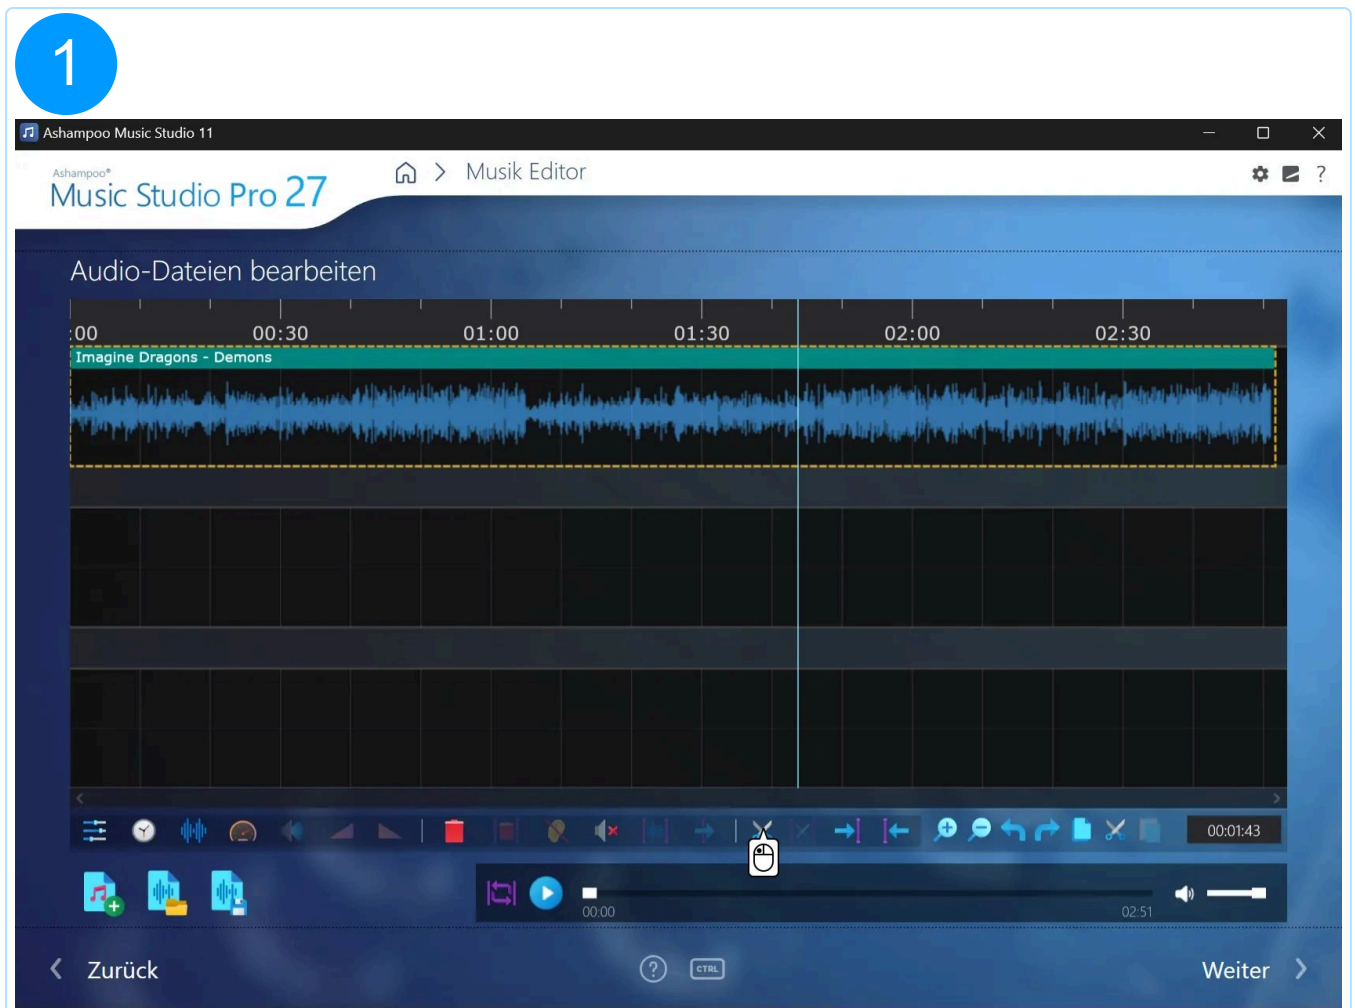 1
Ashampoo Music Studio 11
Ashampoo®
Music Studio Pro 27
Musik Editor
?
Audio-Dateien bearbeiten
:00 00:30 01:00 01:30 02:00 02:30
Imagine Dragons - Demons
00:01:43
00:00 02:51
Zurück
?
CTRL
Weiter